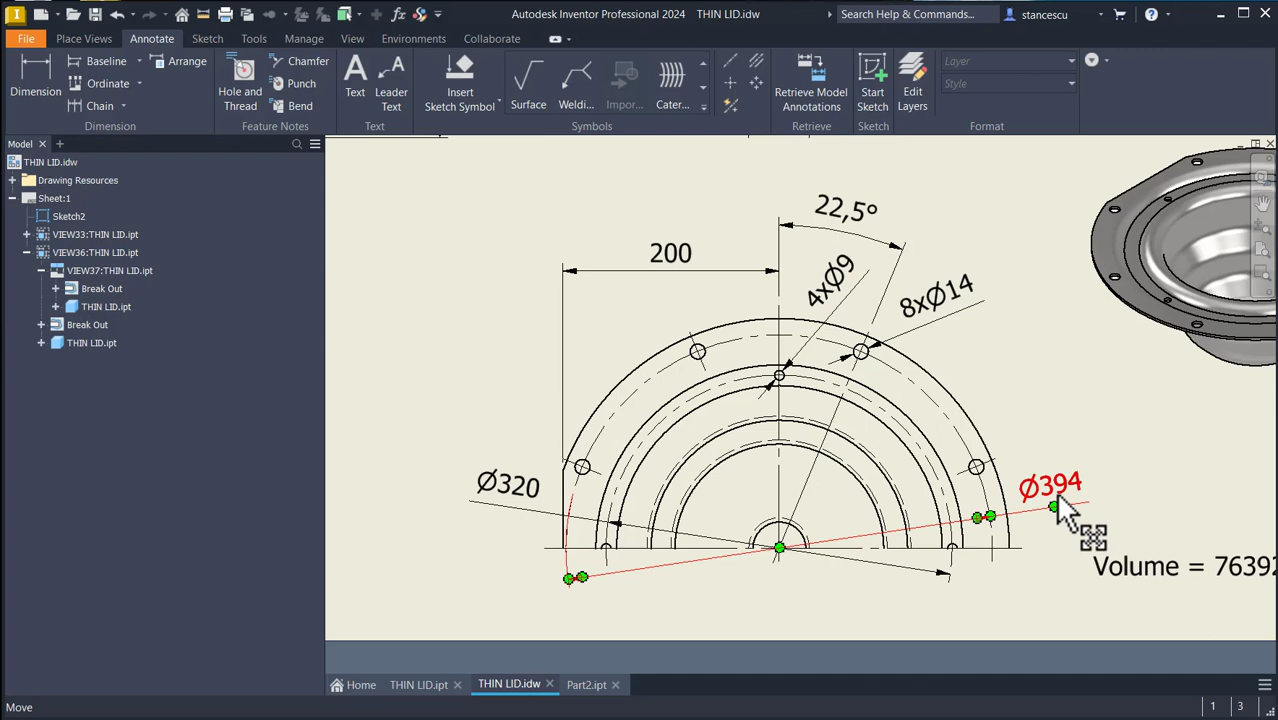 Autodesk Inventor Professional 2024 THIN LID.idw
Search Help & Commands...
stancescu
File Place Views Annotate Sketch Tools Manage View Environments Collaborate
Dimension
Baseline
Ordinate
Chain
Arrange
Dimension
Hole and Thread
Chamfer
Punch
Bend
Feature Notes
Text
Leader Text
Text
Insert Sketch Symbol
Surface
Weldin...
Impor...
Cater...
Symbols
Retrieve Model Annotations
Retrieve
Start Sketch
Sketch
Edit Layers
Layer
Style
Format
Model
THIN LID.idw
Drawing Resources
Sheet:1
Sketch2
VIEW33:THIN LID.ipt
VIEW36:THIN LID.ipt
VIEW37:THIN LID.ipt
Break Out
THIN LID.ipt
Break Out
THIN LID.ipt
22,5°
200
4xØ9
8xØ14
Ø320
Ø394
Volume = 76392
Home THIN LID.ipt THIN LID.idw Part2.ipt
Move
1 3